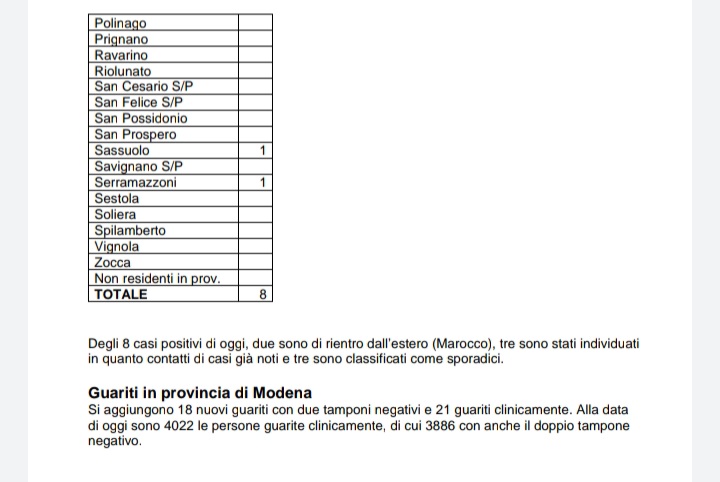 Polinago
Prignano
Ravarino
Riolunato
San Cesario S/P
San Felice S/P
San Possidonio
San Prospero
Sassuolo 1
Savignano S/P
Serramazzoni 1
Sestola
Soliera
Spilamberto
Vignola
Zocca
Non residenti in prov.
TOTALE 8
Degli 8 casi positivi di oggi, due sono di rientro dall'estero (Marocco), tre sono stati individuati
in quanto contatti di casi già noti e tre sono classificati come sporadici.
Guariti in provincia di Modena
Si aggiungono 18 nuovi guariti con due tamponi negativi e 21 guariti clinicamente. Alla data
di oggi sono 4022 le persone guarite clinicamente, di cui 3886 con anche il doppio tampone
negativo.